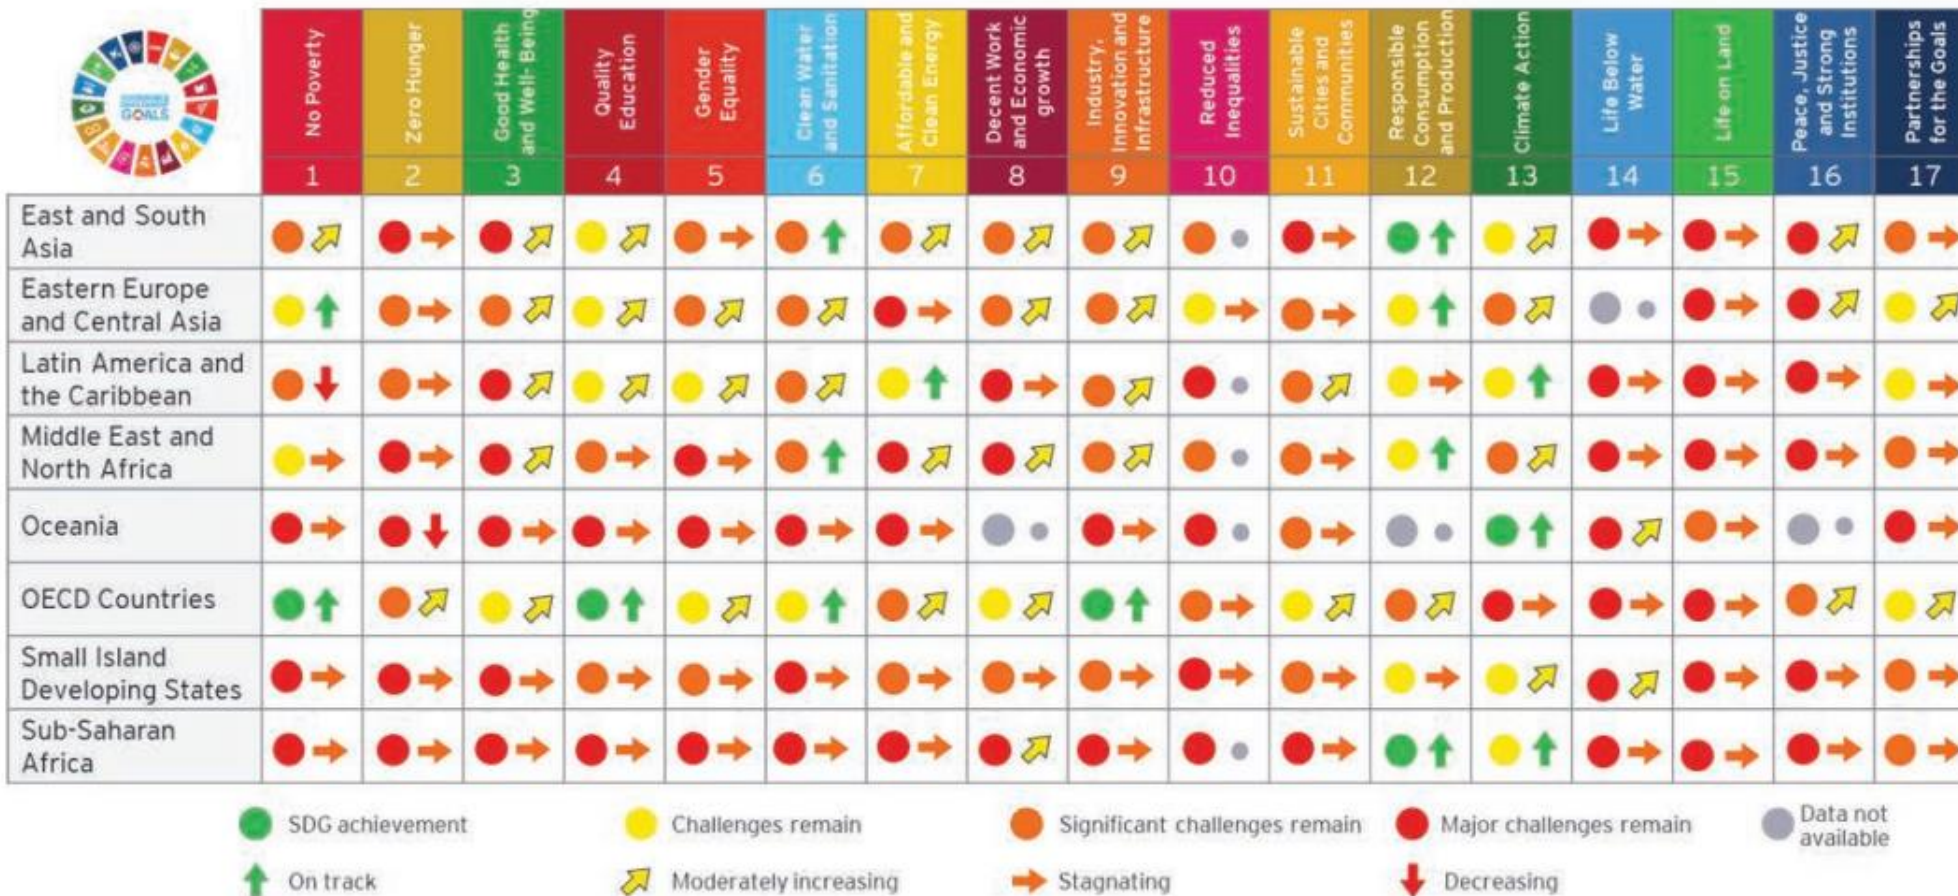 GOALS
No Poverty
Zero Hunger
Good Health
and Well- Being
Quality
Education
Gender
Equality
Clean Water
and Sanitation
Affordable and
Clean Energy
Decent Work
and Economic
growth
Industry,
Innovation and
Infrastructure
Reduced
Inequalities
Sustainable
Cities and
Communities
Responsible
Consumption
and Production
Climate Action
Life Below
Water
Life on Land
Peace, Justice
and Strong
Institutions
Partnerships
for the Goals
1 2 3 4 5 6 7 8 9 10 11 12 13 14 15 16 17
East and South
Asia
Eastern Europe
and Central Asia
Latin America and
the Caribbean
Middle East and
North Africa
Oceania
OECD Countries
Small Island
Developing States
Sub-Saharan
Africa
SDG achievement
Challenges remain
Significant challenges remain
Major challenges remain
Data not
available
On track
Moderately increasing
Stagnating
Decreasing